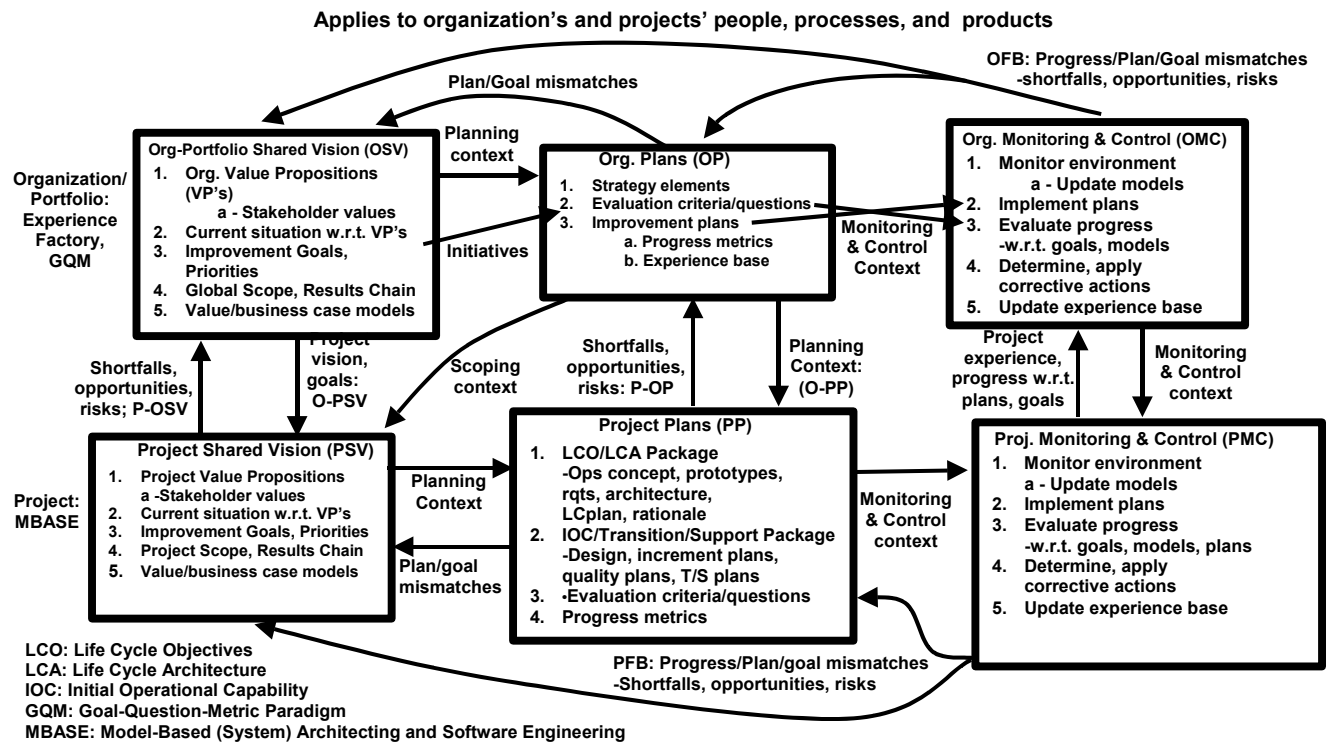 Applies to organization's and projects' people, processes, and products
OFB: Progress/Plan/Goal mismatches
-shortfalls, opportunities, risks
Plan/Goal mismatches
Organization/
Portfolio:
Experience
Factory,
GQM
Org-Portfolio Shared Vision (OSV)
1. Org. Value Propositions
(VP's)
a - Stakeholder values
2. Current situation w.r.t. VP's
3. Improvement Goals,
Priorities
4. Global Scope, Results Chain
5. Value/business case models
Planning
context
Initiatives
Org. Plans (OP)
1. Strategy elements
2. Evaluation criteria/questions
3. Improvement plans
a. Progress metrics
b. Experience base
Monitoring
& Control
Context
Org. Monitoring & Control (OMC)
1. Monitor environment
a - Update models
2. Implement plans
3. Evaluate progress
-w.r.t. goals, models
4. Determine, apply
corrective actions
5. Update experience base
Shortfalls,
opportunities,
risks; P-OSV
Project
vision,
goals:
O-PSV
Scoping
context
Shortfalls,
opportunities,
risks: P-OP
Planning
Context:
(O-PP)
Project
experience,
progress w.r.t.
plans, goals
Monitoring
& Control
context
Project:
MBASE
Project Shared Vision (PSV)
1. Project Value Propositions
a -Stakeholder values
2. Current situation w.r.t. VP's
3. Improvement Goals, Priorities
4. Project Scope, Results Chain
5. Value/business case models
Planning
Context
Plan/goal
mismatches
Project Plans (PP)
1. LCO/LCA Package
-Ops concept, prototypes,
rqts, architecture,
LCplan, rationale
2. IOC/Transition/Support Package
-Design, increment plans,
quality plans, T/S plans
3. •Evaluation criteria/questions
4. Progress metrics
Monitoring
& Control
context
Proj. Monitoring & Control (PMC)
1. Monitor environment
a - Update models
2. Implement plans
3. Evaluate progress
-w.r.t. goals, models, plans
4. Determine, apply
corrective actions
5. Update experience base
PFB: Progress/Plan/goal mismatches
-Shortfalls, opportunities, risks
LCO: Life Cycle Objectives
LCA: Life Cycle Architecture
IOC: Initial Operational Capability
GQM: Goal-Question-Metric Paradigm
MBASE: Model-Based (System) Architecting and Software Engineering